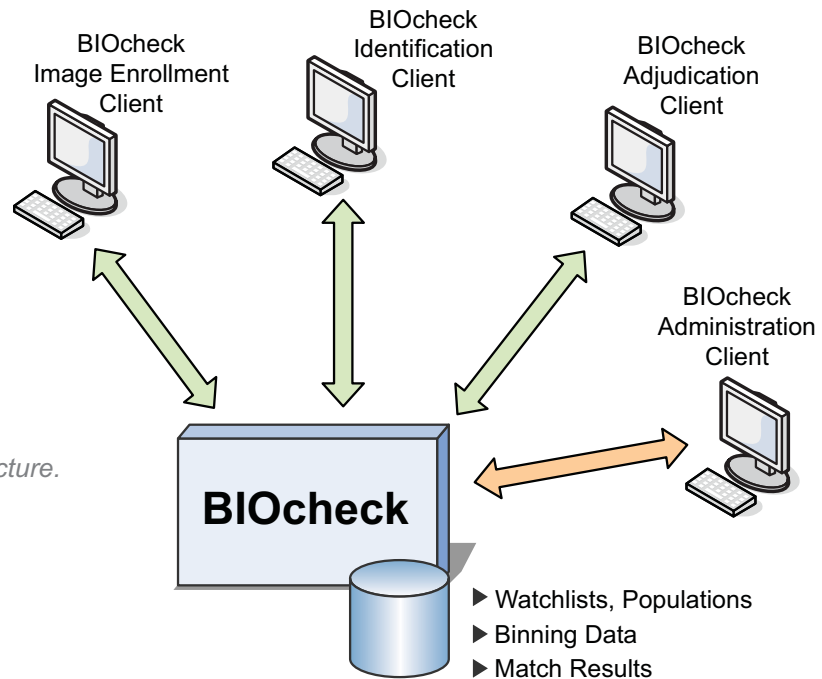 BIOcheck
Image Enrollment
Client
BIOcheck
Identification
Client
BIOcheck
Adjudication
Client
BIOcheck
Administration
Client
BIOcheck
▶ Watchlists, Populations
▶ Binning Data
▶ Match Results